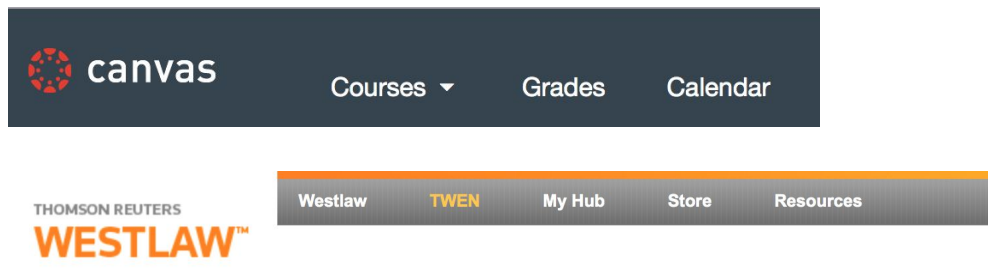 canvas
Courses Grades Calendar
THOMSON REUTERS
WESTLAW™
Westlaw TWEN My Hub Store Resources